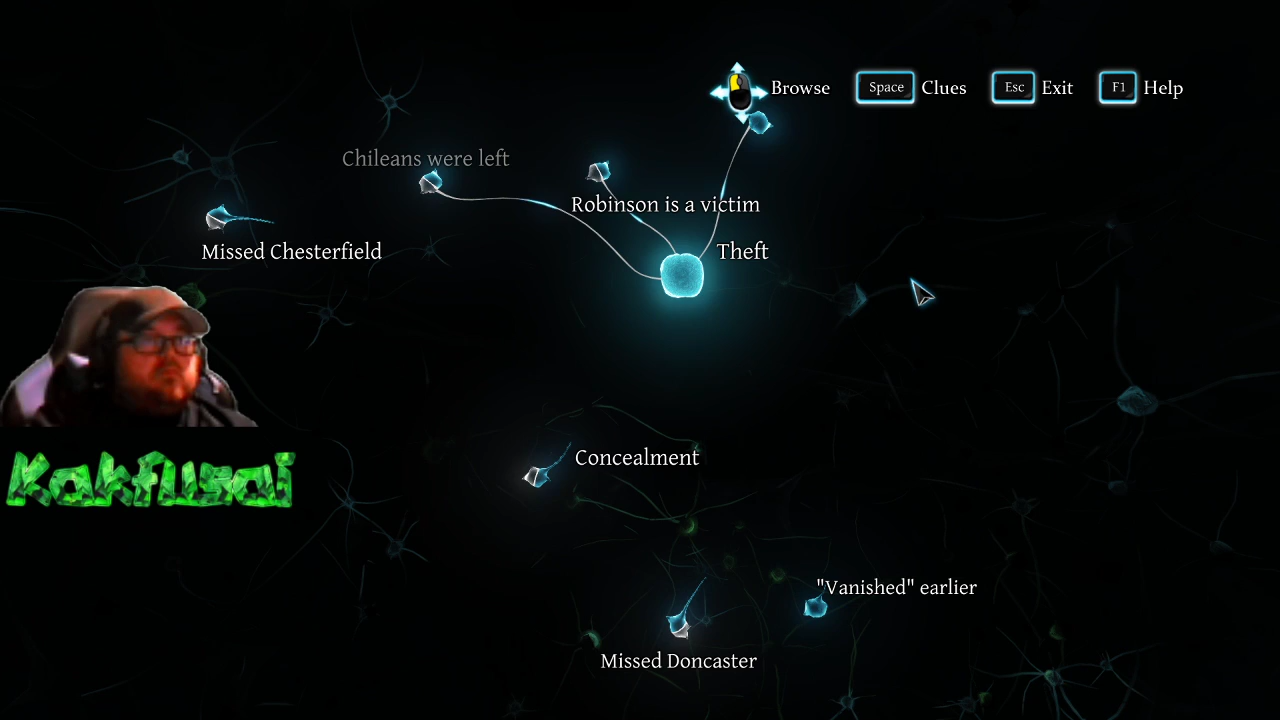 Browse
Space Clues
Esc Exit
F1 Help
Chileans were left
Robinson is a victim
Missed Chesterfield
Theft
Kakfusai
Concealment
"Vanished" earlier
Missed Doncaster